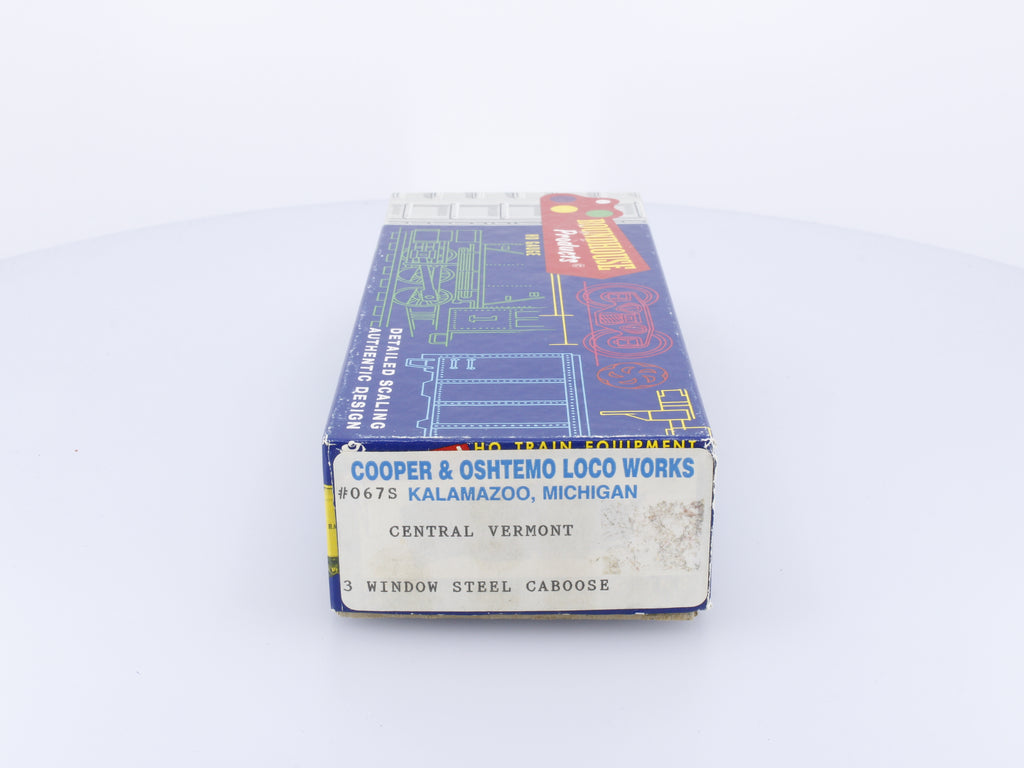 ROUNDHOUSE
Products®
HO GAUGE
DETAILED SCALING
AUTHENTIC DESIGN
HO TRAIN EQUIPMENT
COOPER & OSHTEMO LOCO WORKS
#067S KALAMAZOO, MICHIGAN
CENTRAL VERMONT
3 WINDOW STEEL CABOOSE